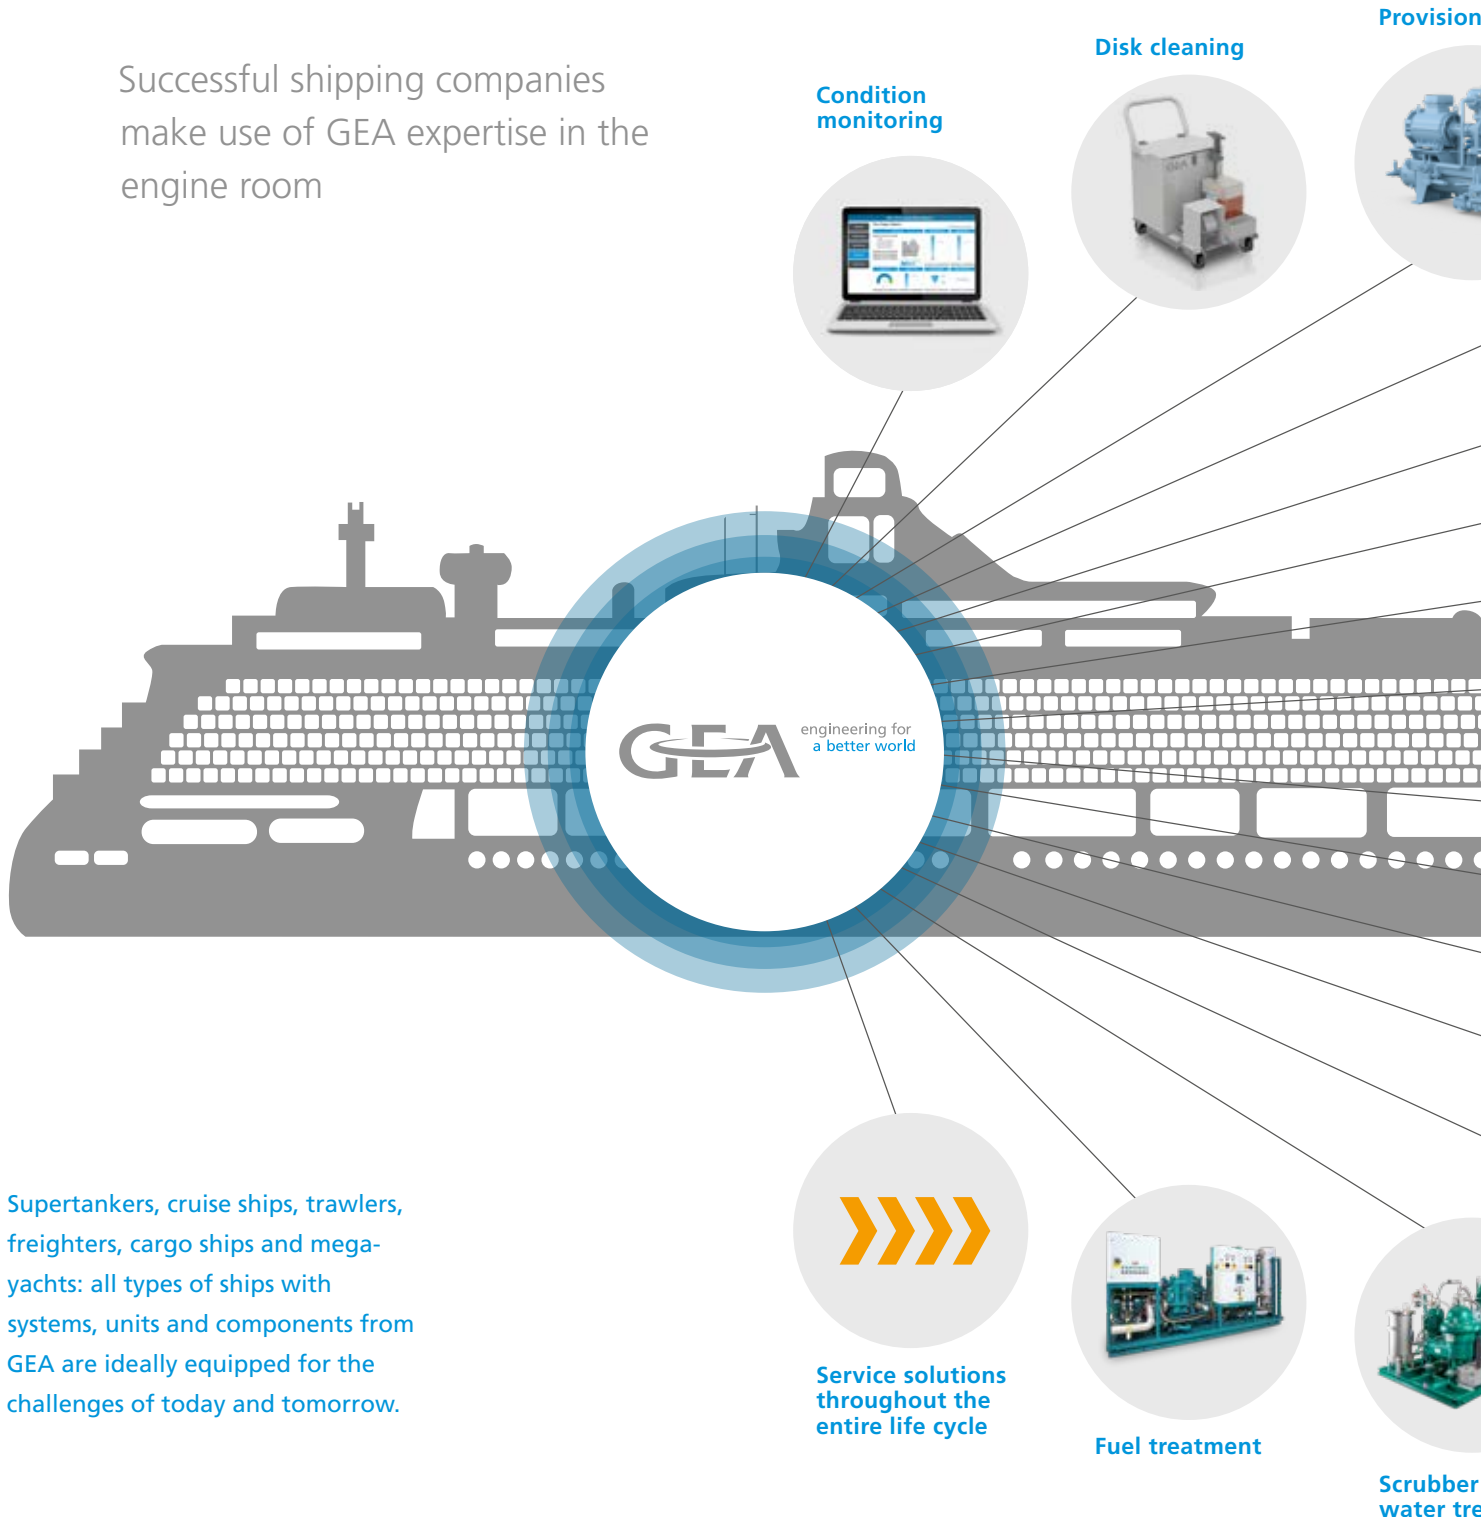 Successful shipping companies
make use of GEA expertise in the
engine room
Condition
monitoring
Disk cleaning
Provision
GEA
engineering for
a better world
Supertankers, cruise ships, trawlers,
freighters, cargo ships and mega-
yachts: all types of ships with
systems, units and components from
GEA are ideally equipped for the
challenges of today and tomorrow.
Service solutions
throughout the
entire life cycle
Fuel treatment
Scrubber
water tre